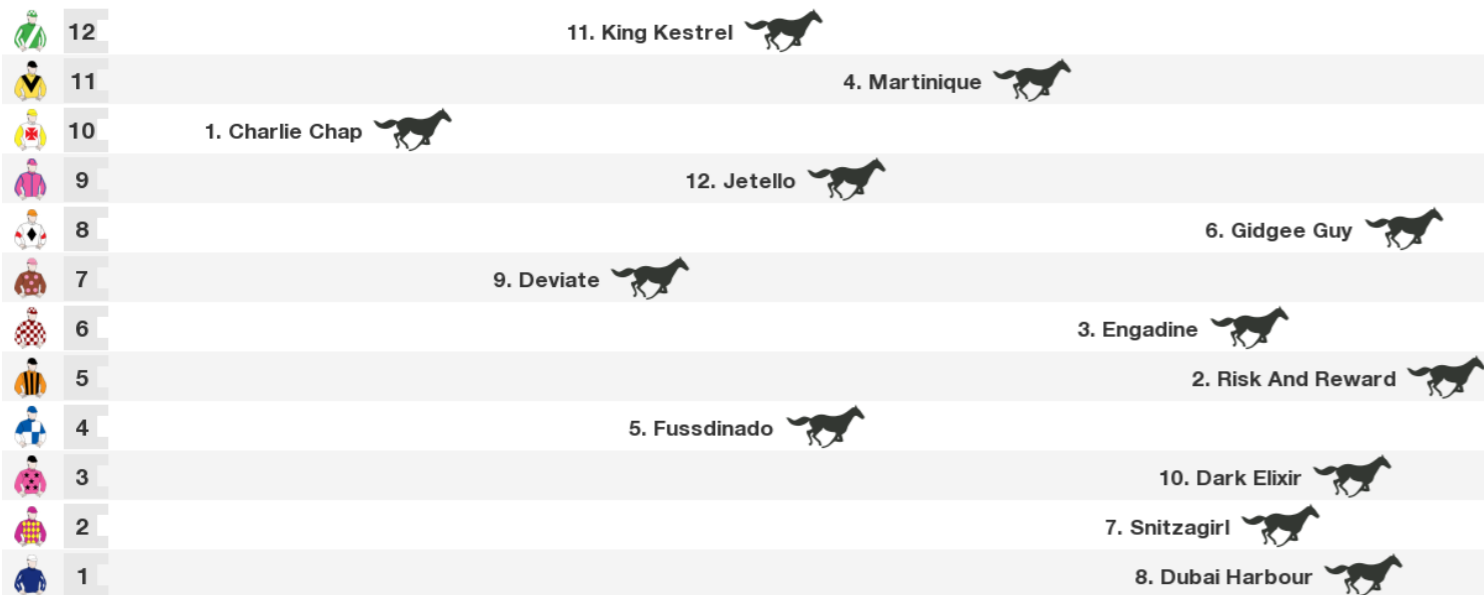 12 11. King Kestrel
11 4. Martinique
10 1. Charlie Chap
9 12. Jetello
8 6. Gidgee Guy
7 9. Deviate
6 3. Engadine
5 2. Risk And Reward
4 5. Fussdinado
3 10. Dark Elixir
2 7. Snitzagirl
1 8. Dubai Harbour